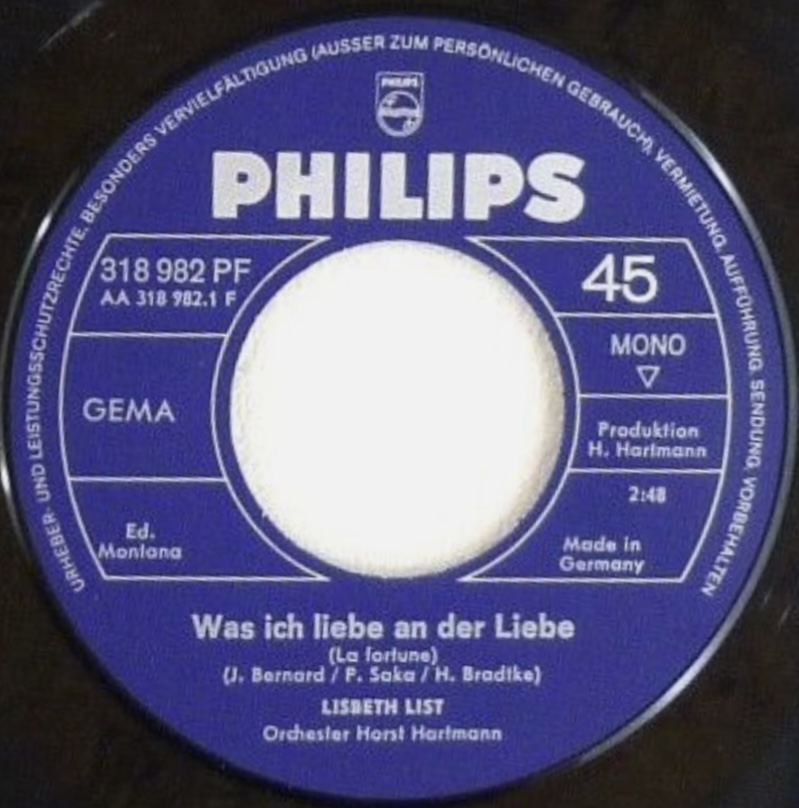 URHEBER- UND LEISTUNGSSCHUTZRECHTE, BESONDERS VERVIELFÄLTIGUNG (AUSSER ZUM PERSÖNLICHEN GEBRAUCH), VERMIETUNG, AUFFÜHRUNG, SENDUNG, VORBEHALTEN
PHILIPS
PHILIPS
318 982 PF
AA 318 982.1 F
45
MONO
GEMA
Produktion
H. Hartmann
2:48
Ed.
Montana
Made in
Germany
Was ich liebe an der Liebe
(La fortune)
(J. Bernard / P. Saka / H. Bradtke)
LISBETH LIST
Orchester Horst Hartmann